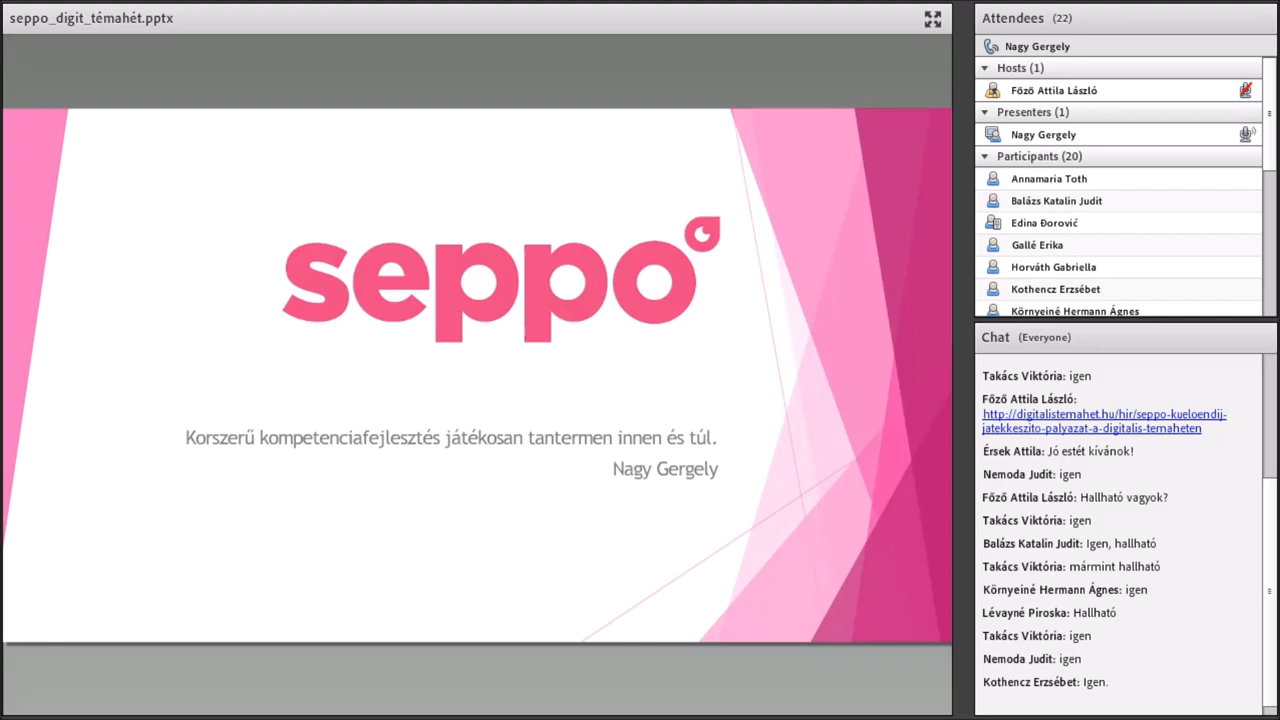 seppo_digit_témahét.pptx
seppo
Korszerű kompetenciafejlesztés játékosan tantermen innen és túl.
Nagy Gergely
Attendees (22)
Nagy Gergely
Hosts (1)
Főző Attila László
Presenters (1)
Nagy Gergely
Participants (20)
Annamaria Toth
Balázs Katalin Judit
Edina Đorović
Gallé Erika
Horváth Gabriella
Kothencz Erzsébet
Környeiné Hermann Ágnes
Chat (Everyone)
Takács Viktória: igen
Főző Attila László:
http://digitalistemahet.hu/hir/seppo-kueloendij-
jatekkeszito-palyazat-a-digitalis-temaheten
Érsek Attila: Jó estét kívánok!
Nemoda Judit: igen
Főző Attila László: Hallható vagyok?
Takács Viktória: igen
Balázs Katalin Judit: Igen, hallható
Takács Viktória: mármint hallható
Környeiné Hermann Ágnes: igen
Lévayné Piroska: Hallható
Takács Viktória: igen
Nemoda Judit: igen
Kothencz Erzsébet: Igen.